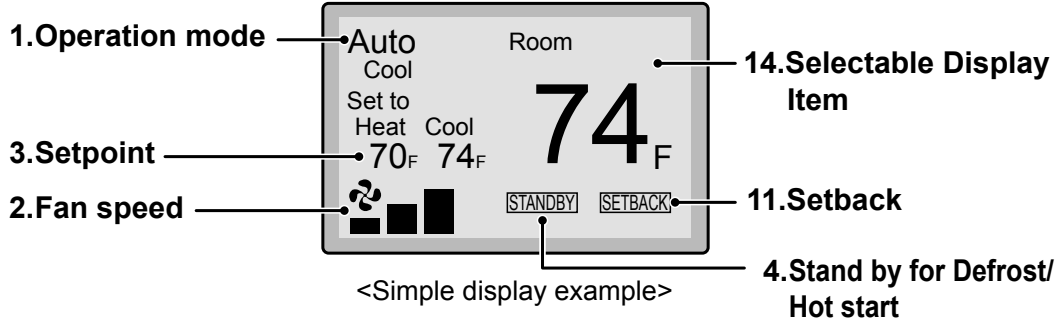 1.Operation mode
Auto
Cool
Room
14.Selectable Display
Item
Set to
Heat Cool
70F 74F
74F
3.Setpoint
2.Fan speed
STANDBY SETBACK
11.Setback
4.Stand by for Defrost/
Hot start
<Simple display example>